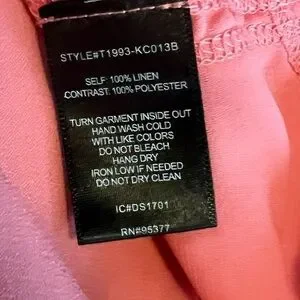 STYLE#T1993-KC013B
SELF: 100% LINEN
CONTRAST: 100% POLYESTER
TURN GARMENT INSIDE OUT
HAND WASH COLD
WITH LIKE COLORS
DO NOT BLEACH
HANG DRY
IRON LOW IF NEEDED
DO NOT DRY CLEAN
IC#DS1701
RN#95377